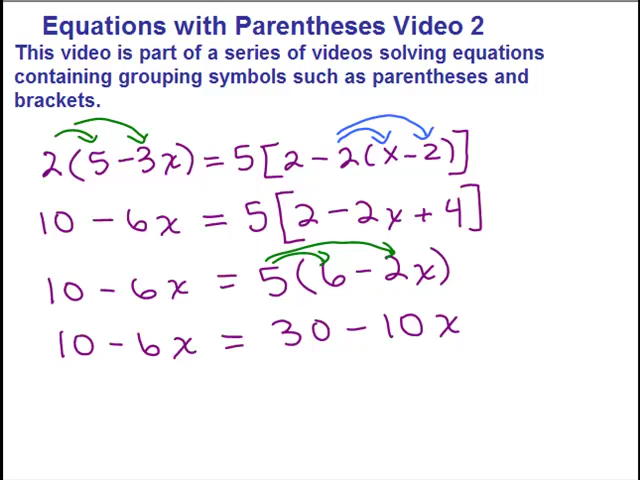 Equations with Parentheses Video 2
This video is part of a series of videos solving equations
containing grouping symbols such as parentheses and
brackets.
2(5-3x)=5[2-2(x-2)]
10-6x=5[2-2x+4]
10-6x=5(6-2x)
10-6x=30-10x